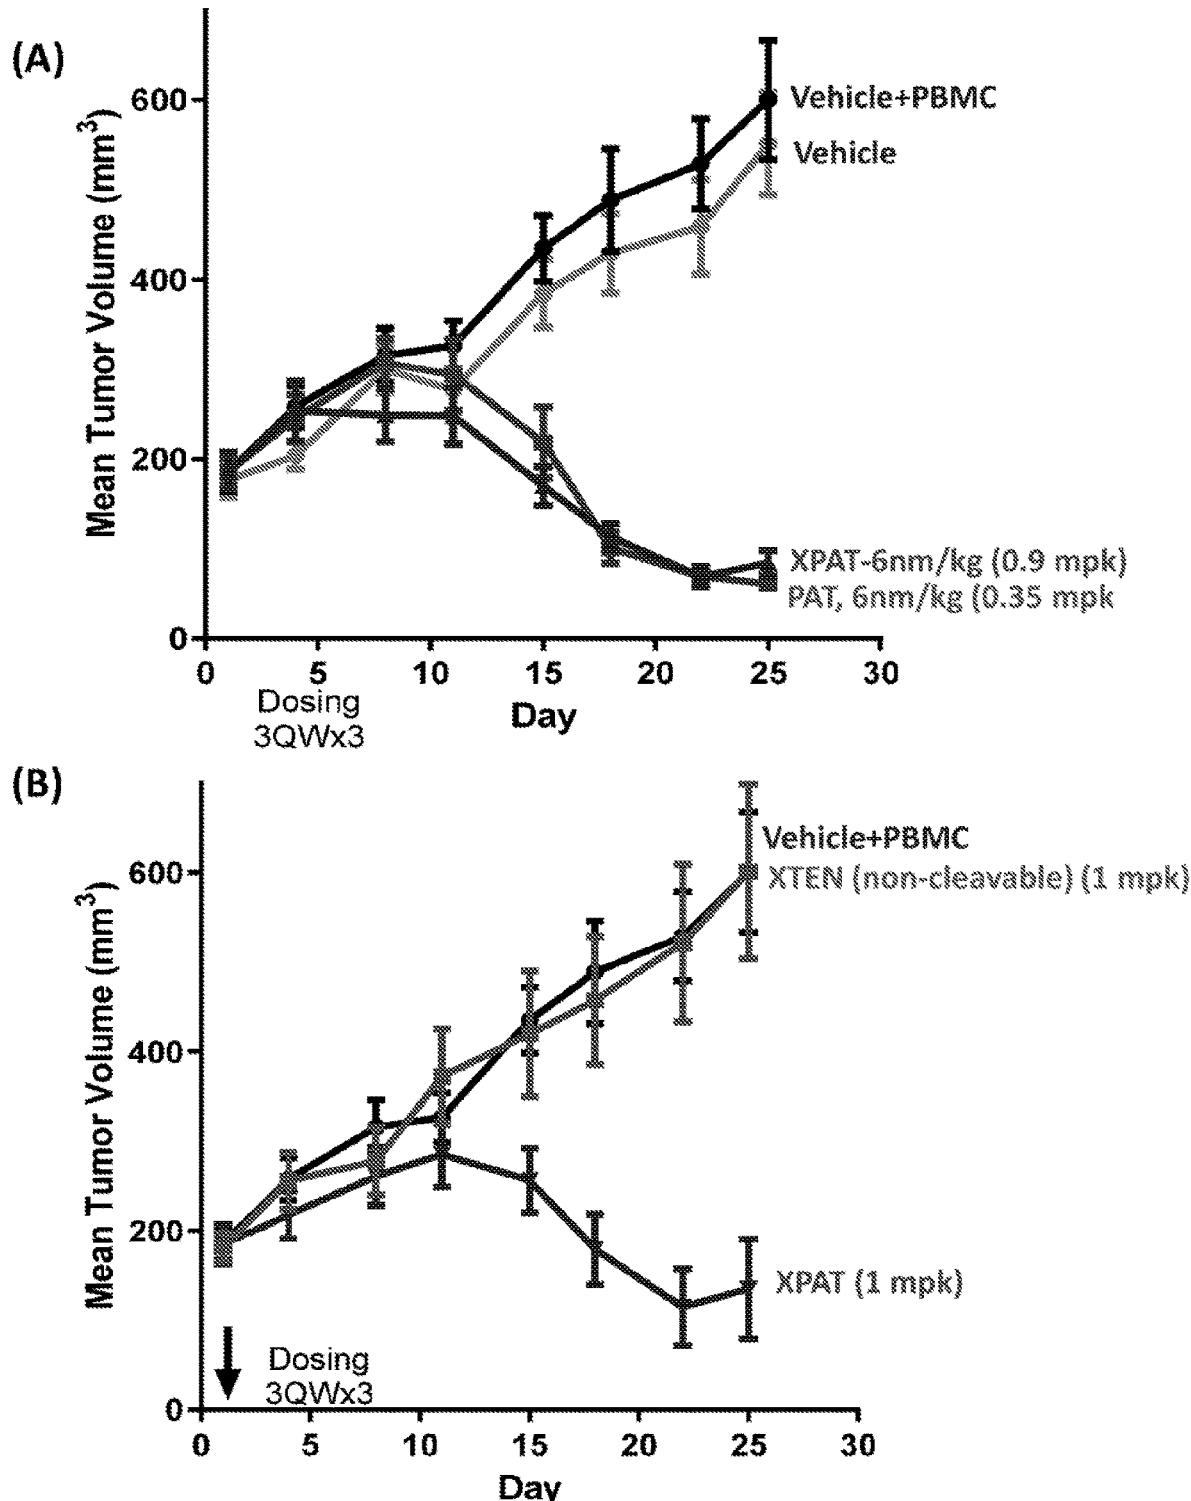 (A)
Mean Tumor Volume (mm³)
600
400
200
0
Vehicle+PBMC
Vehicle
XPAT-6nm/kg (0.9 mpk)
PAT, 6nm/kg (0.35 mpk
0 5 10 15 20 25 30
Dosing
3QWx3
Day
(B)
Mean Tumor Volume (mm³)
600
400
200
0
Vehicle+PBMC
XTEN (non-cleavable) (1 mpk)
XPAT (1 mpk)
Dosing
3QWx3
0 5 10 15 20 25 30
Day